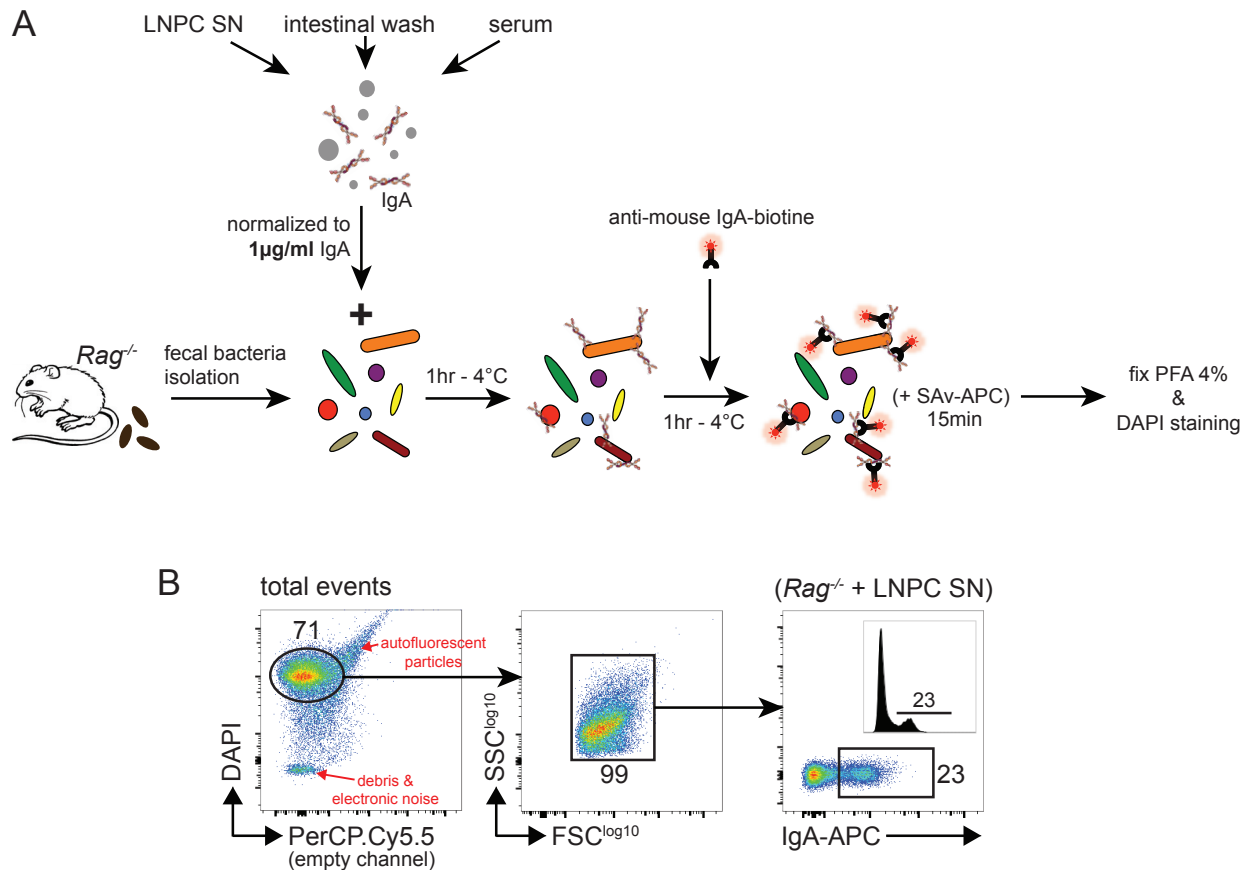 A
LNPC SN
intestinal wash
serum
IgA
normalized to
1µg/ml IgA
anti-mouse IgA-biotine
+
Rag-/-
fecal bacteria
isolation
1hr - 4°C
1hr - 4°C
(+ SAv-APC)
15min
fix PFA 4%
&
DAPI staining
B
total events
(Rag-/- + LNPC SN)
71
autofluorescent
particles
debris &
electronic noise
DAPI
PerCP.Cy5.5
(empty channel)
99
SSClog10
FSClog10
23
23
IgA-APC